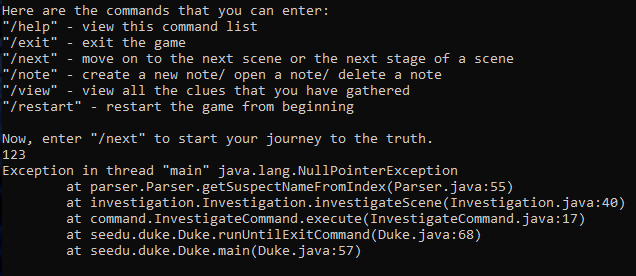 Here are the commands that you can enter:
"/help" - view this command list
"/exit" - exit the game
"/next" - move on to the next scene or the next stage of a scene
"/note" - create a new note/ open a note/ delete a note
"/view" - view all the clues that you have gathered
"/restart" - restart the game from beginning
Now, enter "/next" to start your journey to the truth.
123
Exception in thread "main" java.lang.NullPointerException
at parser.Parser.getSuspectNameFromIndex(Parser.java:55)
at investigation.Investigation.investigateScene(Investigation.java:40)
at command.InvestigateCommand.execute(InvestigateCommand.java:17)
at seedu.duke.Duke.runUntilExitCommand(Duke.java:68)
at seedu.duke.Duke.main(Duke.java:57)